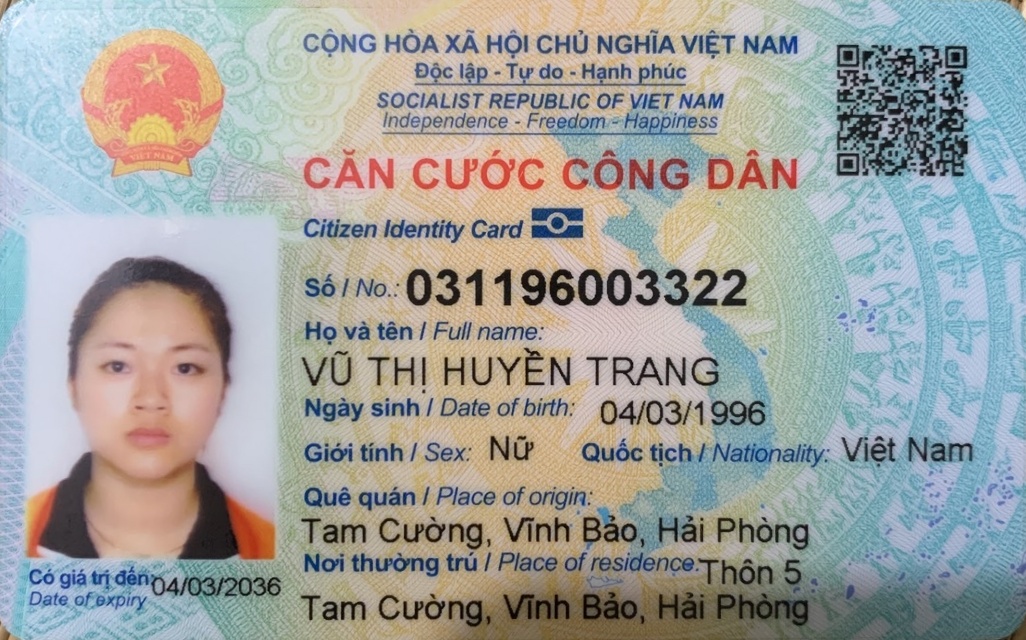 CỘNG HÒA XÃ HỘI CHỦ NGHĨA VIỆT NAM
Độc lập - Tự do - Hạnh phúc
SOCIALIST REPUBLIC OF VIET NAM
Independence - Freedom - Happiness
CĂN CƯỚC CÔNG DÂN
Citizen Identity Card
VIỆT NAM
Số / No.: 031196003322
Họ và tên / Full name:
VŨ THỊ HUYỀN TRANG
Ngày sinh / Date of birth: 04/03/1996
Giới tính / Sex: Nữ Quốc tịch / Nationality: Việt Nam
Quê quán / Place of origin:
Tam Cường, Vĩnh Bảo, Hải Phòng
Nơi thường trú / Place of residence: Thôn 5
Tam Cường, Vĩnh Bảo, Hải Phòng
Có giá trị đến: 04/03/2036
Date of expiry